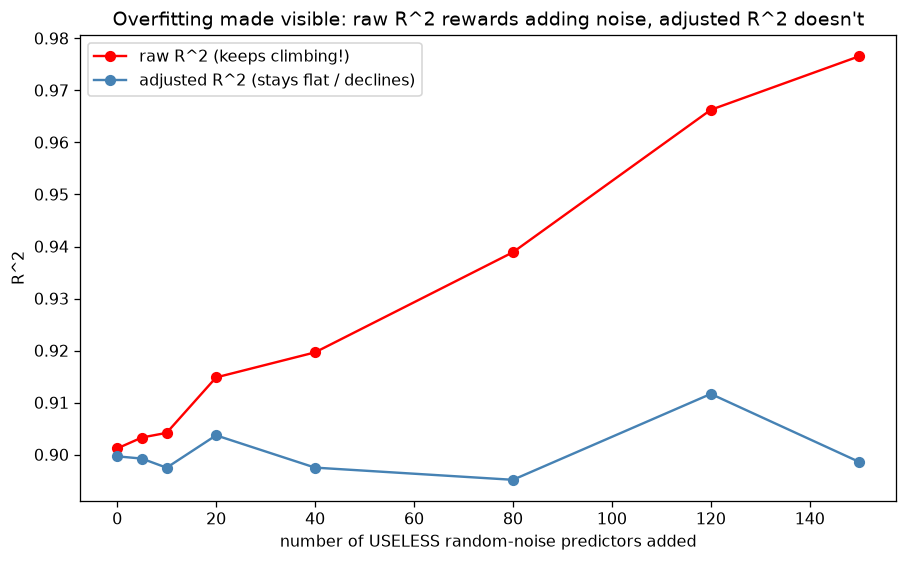 Overfitting made visible: raw R^2 rewards adding noise, adjusted R^2 doesn't
raw R^2 (keeps climbing!)
adjusted R^2 (stays flat / declines)
R^2
0.98
0.97
0.96
0.95
0.94
0.93
0.92
0.91
0.90
0 20 40 60 80 100 120 140
number of USELESS random-noise predictors added